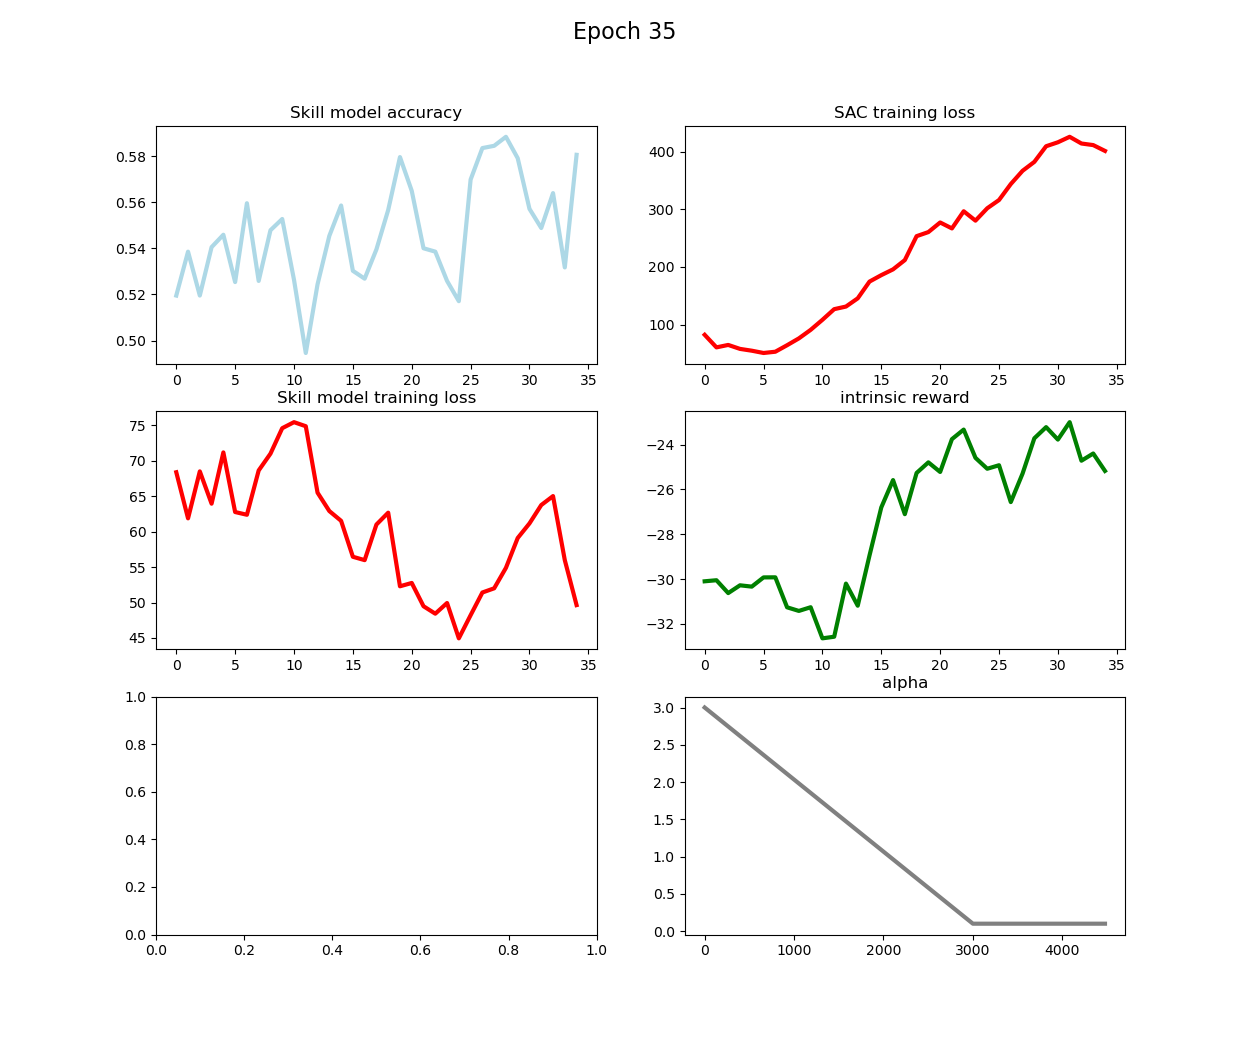 Epoch 35
Skill model accuracy
0.58
0.56
0.54
0.52
0.50
0 5 10 15 20 25 30 35
SAC training loss
400
300
200
100
0 5 10 15 20 25 30 35
Skill model training loss
75
70
65
60
55
50
45
0 5 10 15 20 25 30 35
intrinsic reward
−24
−26
−28
−30
−32
0 5 10 15 20 25 30 35
1.0
0.8
0.6
0.4
0.2
0.0
0.0 0.2 0.4 0.6 0.8 1.0
alpha
3.0
2.5
2.0
1.5
1.0
0.5
0.0
0 1000 2000 3000 4000